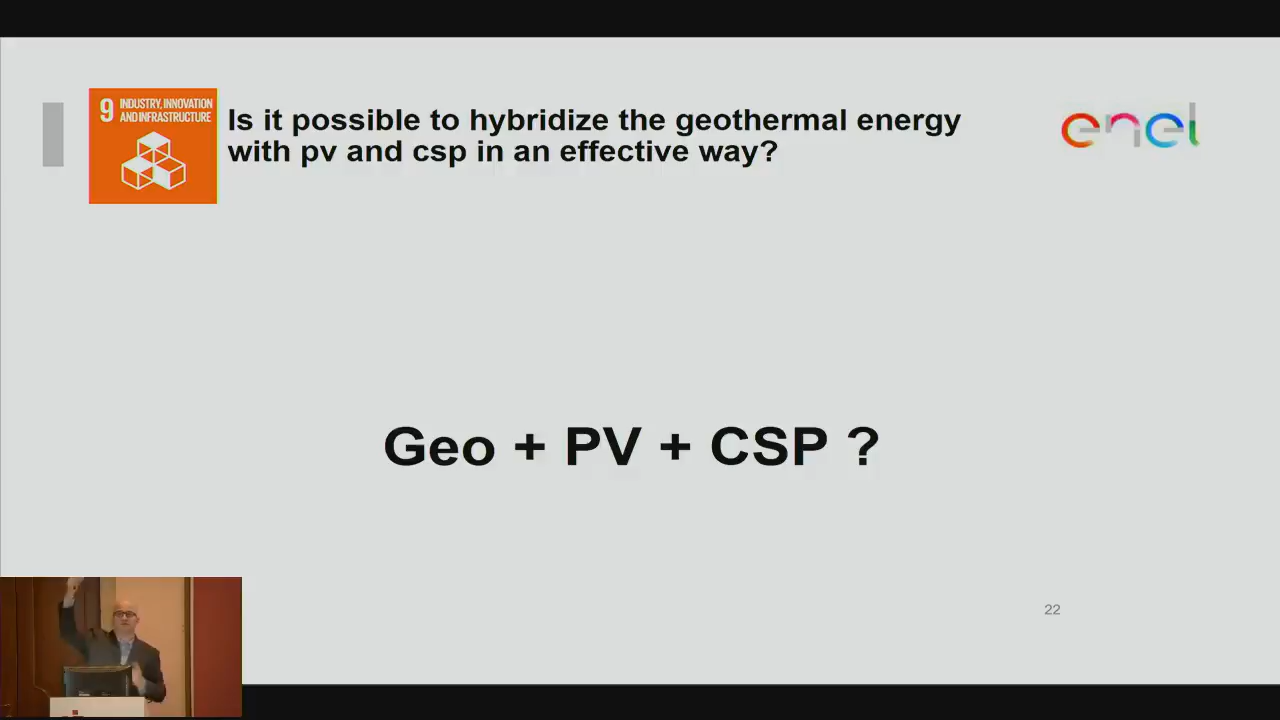 9 INDUSTRY, INNOVATION
AND INFRASTRUCTURE
Is it possible to hybridize the geothermal energy
with pv and csp in an effective way?
enel
Geo + PV + CSP ?
22